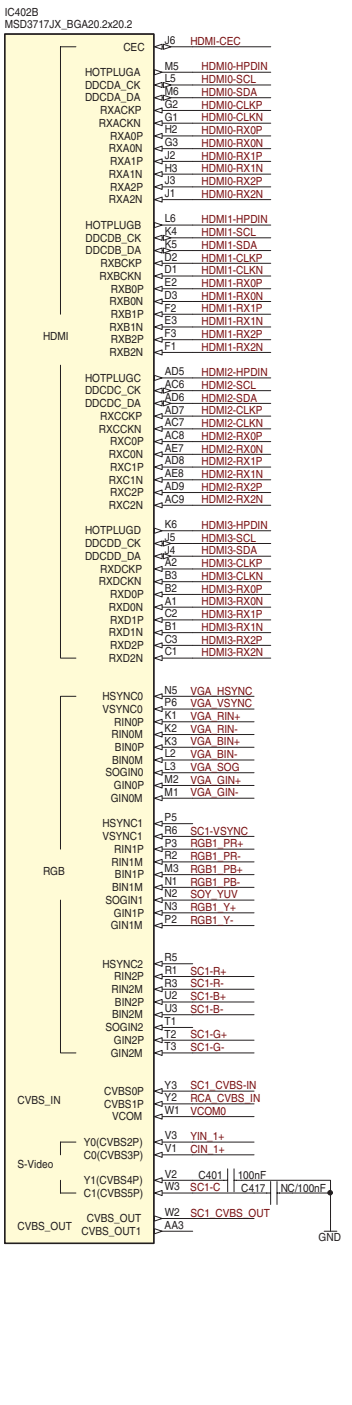 IC402B
MSD3717JX_BGA20.2x20.2
CEC J6 HDMI-CEC
HOTPLUGA M5 HDMI0-HPDIN
DDCDA_CK L5 HDMI0-SCL
DDCDA_DA M6 HDMI0-SDA
RXACKP G2 HDMI0-CLKP
RXACKN G1 HDMI0-CLKN
RXA0P H2 HDMI0-RX0P
RXA0N G3 HDMI0-RX0N
RXA1P J2 HDMI0-RX1P
RXA1N H3 HDMI0-RX1N
RXA2P J3 HDMI0-RX2P
RXA2N J1 HDMI0-RX2N
HOTPLUGB L6 HDMI1-HPDIN
DDCDB_CK K4 HDMI1-SCL
DDCDB_DA K5 HDMI1-SDA
RXBCKP D2 HDMI1-CLKP
RXBCKN D1 HDMI1-CLKN
RXB0P E2 HDMI1-RX0P
RXB0N D3 HDMI1-RX0N
RXB1P F2 HDMI1-RX1P
RXB1N E3 HDMI1-RX1N
HDMI
RXB2P F3 HDMI1-RX2P
RXB2N F1 HDMI1-RX2N
HOTPLUGC AD5 HDMI2-HPDIN
DDCDC_CK AC6 HDMI2-SCL
DDCDC_DA AD6 HDMI2-SDA
RXCCKP AD7 HDMI2-CLKP
RXCCKN AC7 HDMI2-CLKN
RXC0P AC8 HDMI2-RX0P
RXC0N AE7 HDMI2-RX0N
RXC1P AD8 HDMI2-RX1P
RXC1N AE8 HDMI2-RX1N
RXC2P AD9 HDMI2-RX2P
RXC2N AC9 HDMI2-RX2N
HOTPLUGD K6 HDMI3-HPDIN
DDCDD_CK J5 HDMI3-SCL
DDCDD_DA J4 HDMI3-SDA
RXDCKP A2 HDMI3-CLKP
RXDCKN B3 HDMI3-CLKN
RXD0P B2 HDMI3-RX0P
RXD0N A1 HDMI3-RX0N
RXD1P C2 HDMI3-RX1P
RXD1N B1 HDMI3-RX1N
RXD2P C3 HDMI3-RX2P
RXD2N C1 HDMI3-RX2N
HSYNC0 N5 VGA_HSYNC
VSYNC0 P6 VGA_VSYNC
RIN0P K1 VGA_RIN+
RIN0M K2 VGA_RIN-
BIN0P K3 VGA_BIN+
BIN0M L2 VGA_BIN-
SOGIN0 L3 VGA_SOG
GIN0P M2 VGA_GIN+
GIN0M M1 VGA_GIN-
HSYNC1 P5
VSYNC1 R6 SC1-VSYNC
RIN1P P3 RGB1_PR+
RIN1M R2 RGB1_PR-
RGB
BIN1P M3 RGB1_PB+
BIN1M N1 RGB1_PB-
SOGIN1 N2 SOY_YUV
GIN1P N3 RGB1_Y+
GIN1M P2 RGB1_Y-
HSYNC2 R5
RIN2P R1 SC1-R+
RIN2M R3 SC1-R-
BIN2P U2 SC1-B+
BIN2M U3 SC1-B-
SOGIN2 T1
GIN2P T2 SC1-G+
GIN2M T3 SC1-G-
CVBS0P Y3 SC1_CVBS-IN
CVBS_IN CVBS1P Y2 RCA_CVBS_IN
VCOM W1 VCOM0
Y0(CVBS2P) V3 YIN_1+
C0(CVBS3P) V1 CIN_1+
S-Video
Y1(CVBS4P) V2 C401 100nF
C1(CVBS5P) W3 SC1-C C417 NC/100nF
CVBS_OUT CVBS_OUT W2 SC1_CVBS_OUT
CVBS_OUT1 AA3
GND